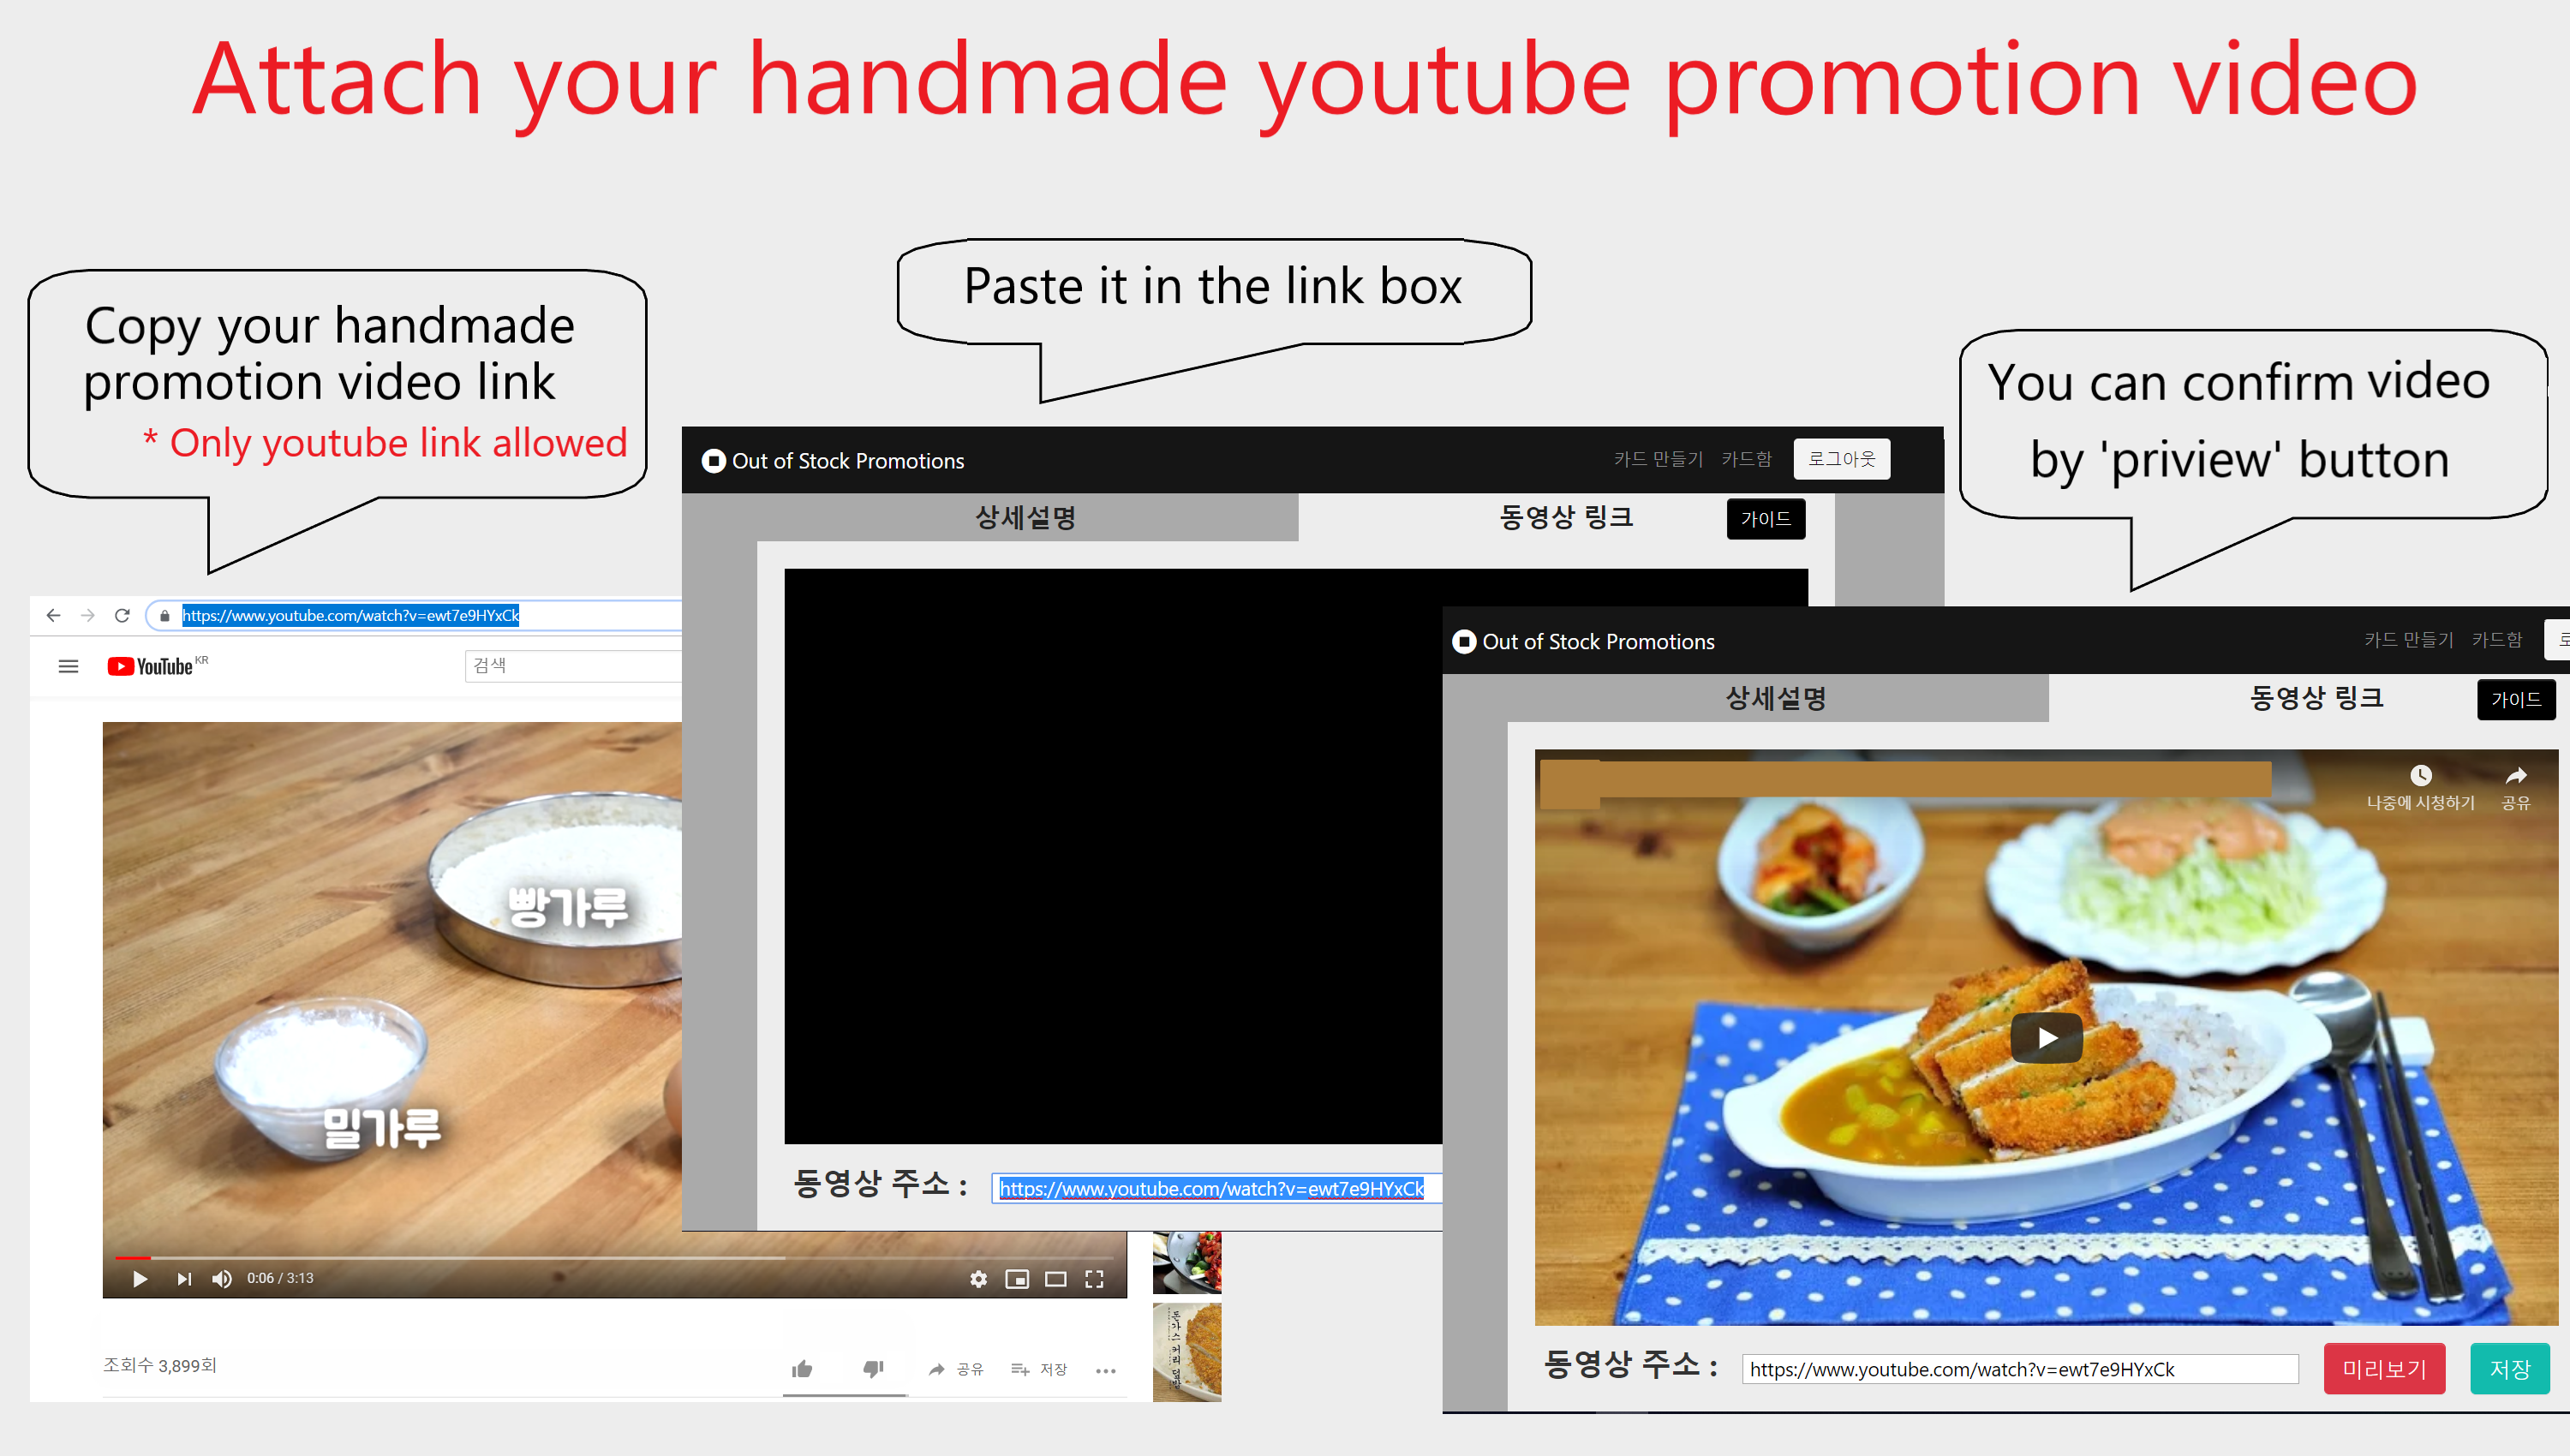 Attach your handmade youtube promotion video
Copy your handmade
promotion video link
* Only youtube link allowed
Paste it in the link box
You can confirm video
by 'priview' button
https://www.youtube.com/watch?v=ewt7e9HYxCk
YouTube KR
검색
빵가루
밀가루
0:06 / 3:13
조회수 3,899회
공유
저장
돈가스 커리 덮밥
Out of Stock Promotions
카드 만들기
카드함
로그아웃
상세설명
동영상 링크
가이드
동영상 주소 :
https://www.youtube.com/watch?v=ewt7e9HYxCk
Out of Stock Promotions
카드 만들기
카드함
상세설명
동영상 링크
가이드
나중에 시청하기
공유
동영상 주소 :
https://www.youtube.com/watch?v=ewt7e9HYxCk
미리보기
저장